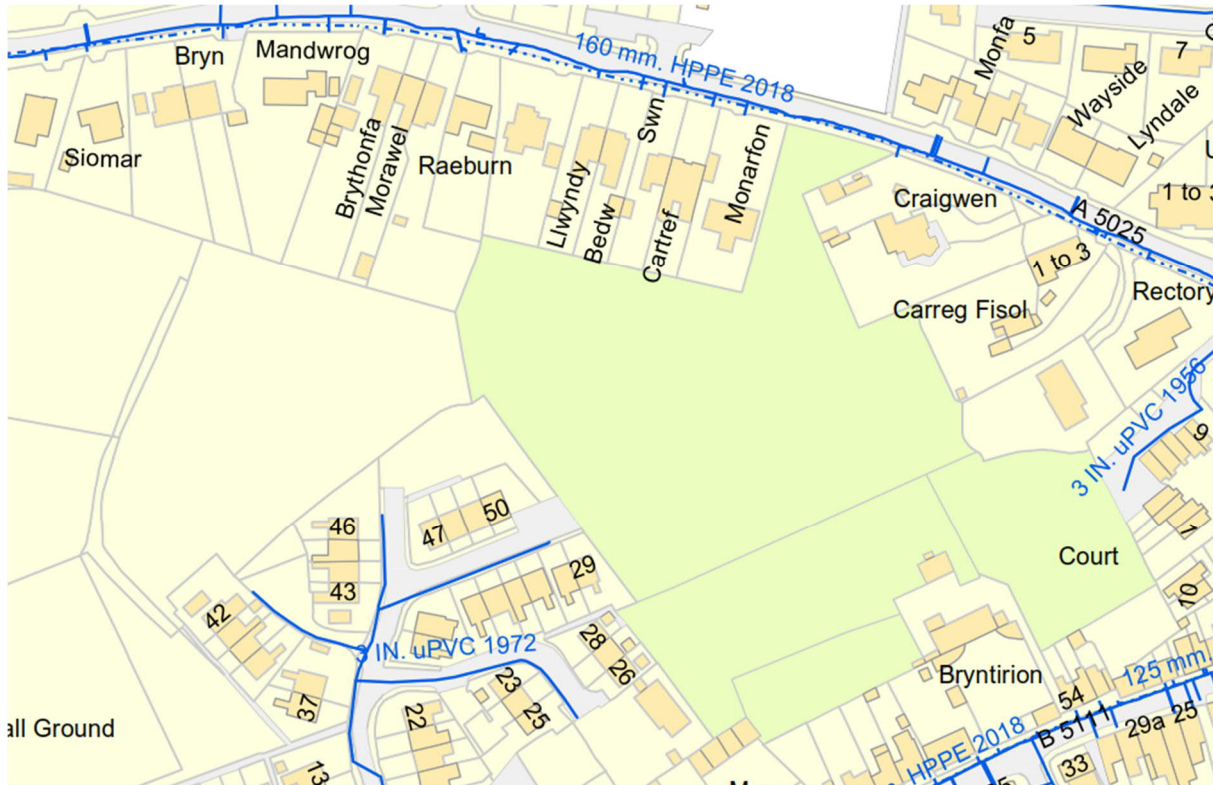 Bryn
Mandwrog
160 mm. HPPE 2018
Monfa
5
7
Wayside
Lyndale
Siomar
Brythonfa
Morawel
Raeburn
Swn
Llwyndy
Bedw
Cartref
Monarfon
Craigwen
A 5025
1 to 3
1 to 3
Carreg Fisol
Rectory
3 IN. uPVC 1956
9
46
47
50
1
43
29
Court
42
10
3 IN. uPVC 1972
28
26
Bryntirion
125 mm.
37
23
25
22
54
all Ground
B 5111
29a
25
HPPE 2018
33
13